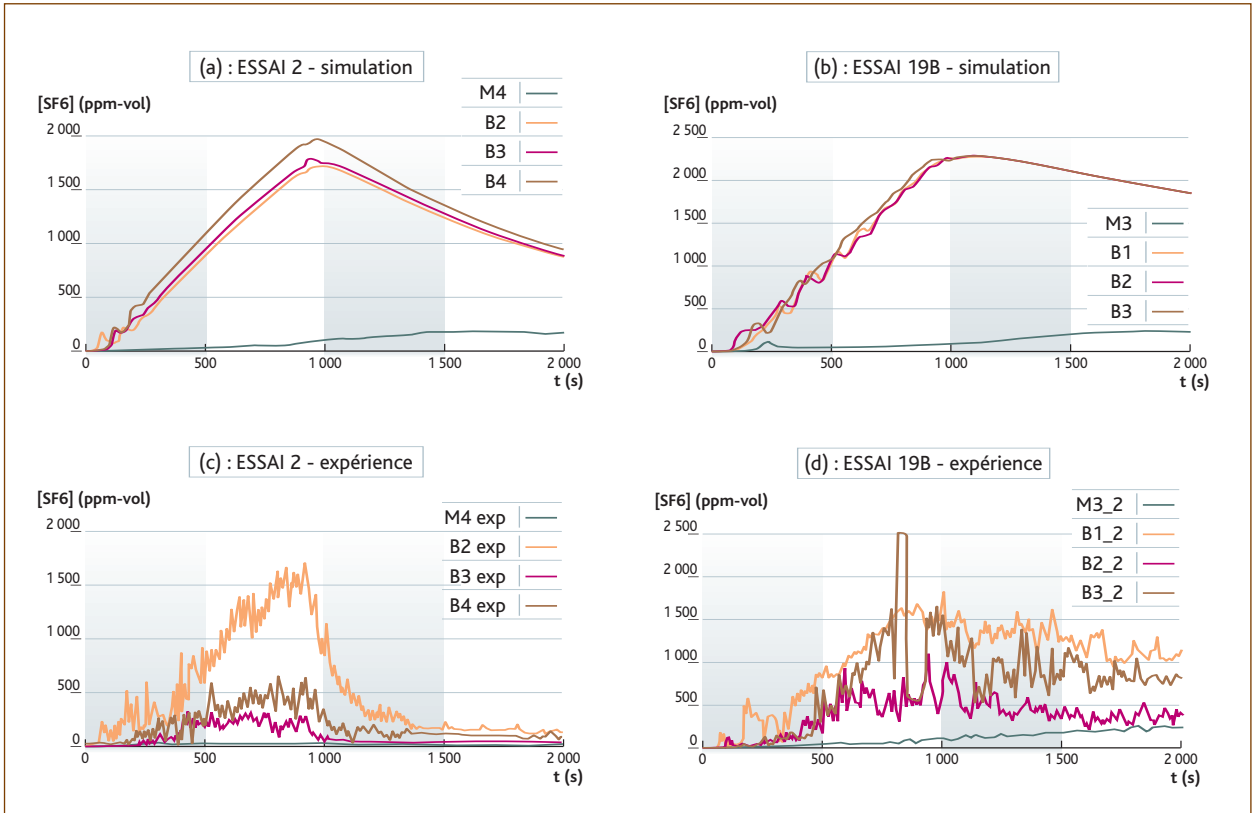 (a) : ESSAI 2 - simulation
[SF6] (ppm-vol)
M4
B2
B3
B4
2 000
1 500
1 000
500
0
0
500
1 000
1 500
2 000
t (s)
(b) : ESSAI 19B - simulation
[SF6] (ppm-vol)
2 500
2 000
1 500
1 000
500
0
M3
B1
B2
B3
0
500
1 000
1 500
2 000
t (s)
(c) : ESSAI 2 - expérience
[SF6] (ppm-vol)
M4 exp
B2 exp
B3 exp
B4 exp
2 000
1 500
1 000
500
0
0
500
1 000
1 500
2 000
t (s)
(d) : ESSAI 19B - expérience
[SF6] (ppm-vol)
M3_2
B1_2
B2_2
B3_2
2 500
2 000
1 500
1 000
500
0
0
500
1 000
1 500
2 000
t (s)